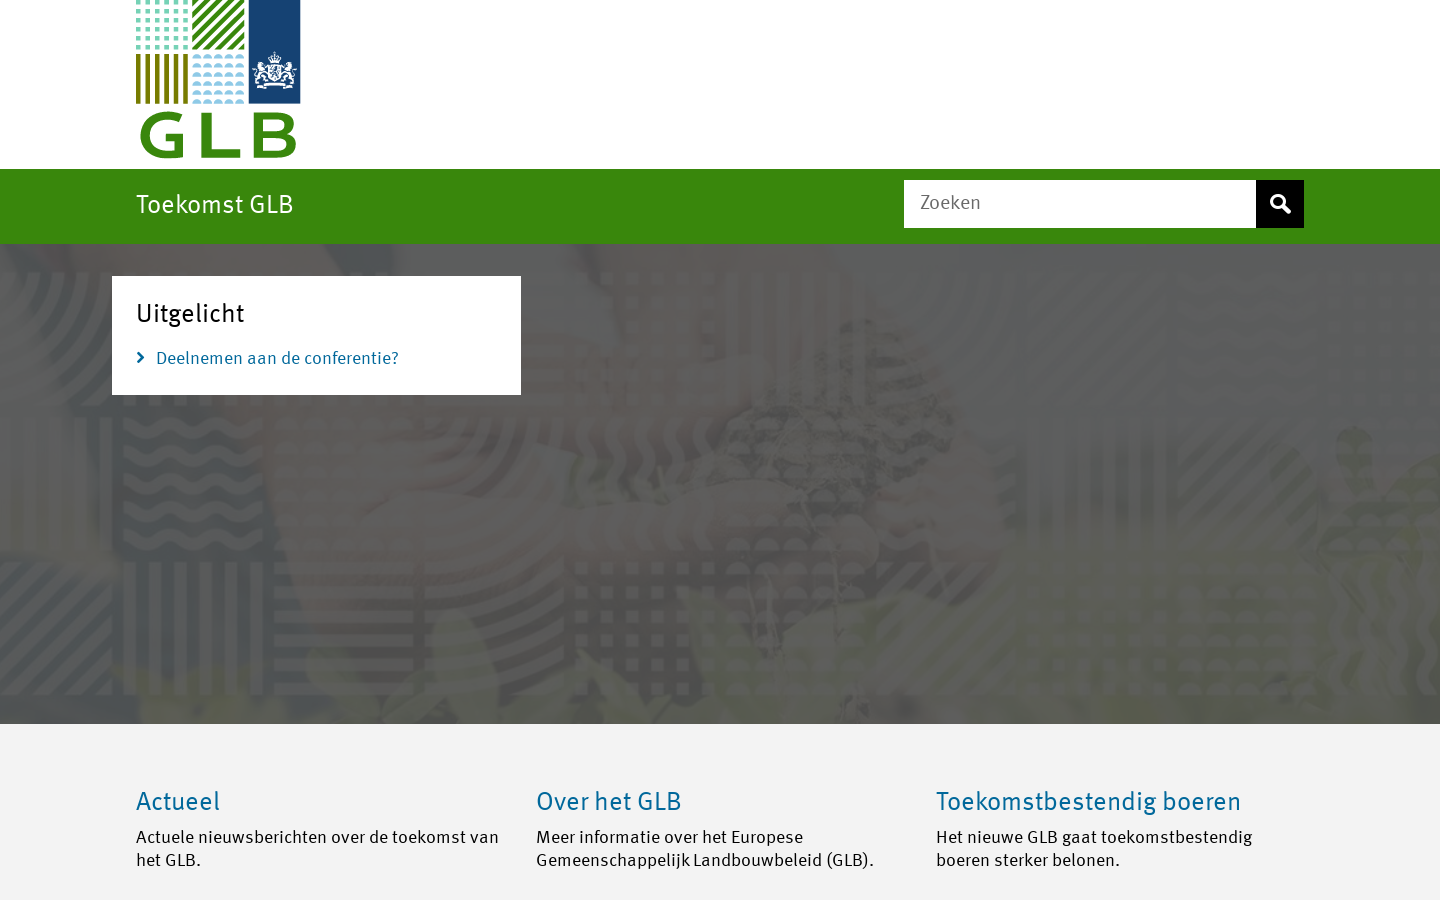 GLB
Toekomst GLB
Zoeken
Uitgelicht
Deelnemen aan de conferentie?
Actueel
Actuele nieuwsberichten over de toekomst van
het GLB.
Over het GLB
Meer informatie over het Europese
Gemeenschappelijk Landbouwbeleid (GLB).
Toekomstbestendig boeren
Het nieuwe GLB gaat toekomstbestendig
boeren sterker belonen.